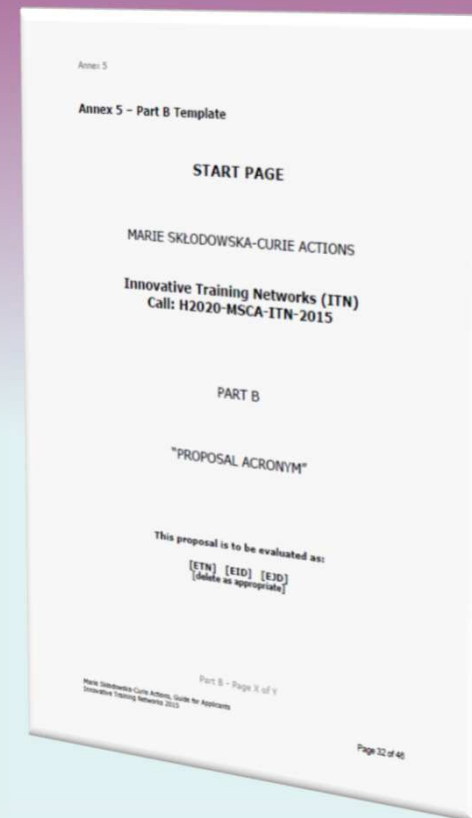 Annex 5
Annex 5 – Part B Template
START PAGE
MARIE SKŁODOWSKA-CURIE ACTIONS
Innovative Training Networks (ITN)
Call: H2020-MSCA-ITN-2015
PART B
"PROPOSAL ACRONYM"
This proposal is to be evaluated as:
[ETN] [EID] [EJD]
[delete as appropriate]
Part B - Page X of Y
Marie Skłodowska-Curie Actions, Guide for Applicants
Innovative Training Networks 2015
Page 32 of 46